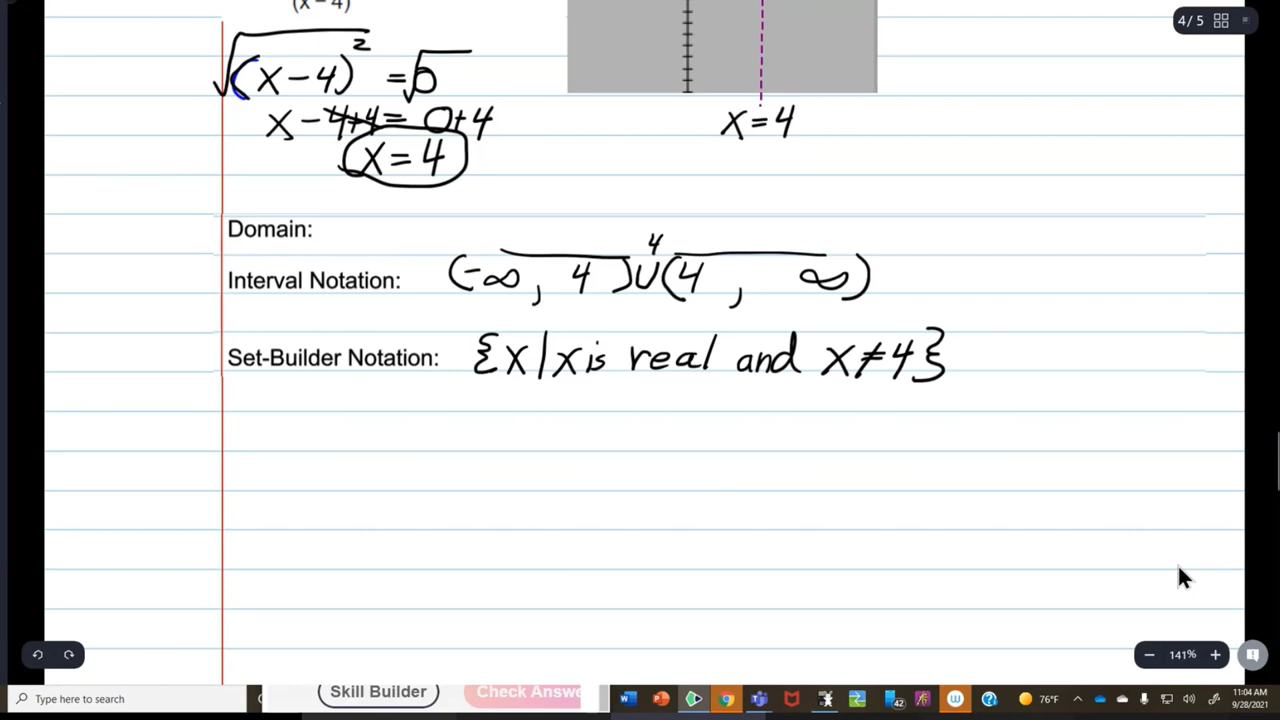 (x – 4)
4/5
√(x-4)² = √0
x - 4+4 = 0+4
x = 4
x = 4
Domain:
4
Interval Notation: (-∞, 4)∪(4, ∞)
Set-Builder Notation: {x|x is real and x≠4}
141%
Type here to search
Skill Builder
Check Answe
42
76°F
11:04 AM
9/28/2021